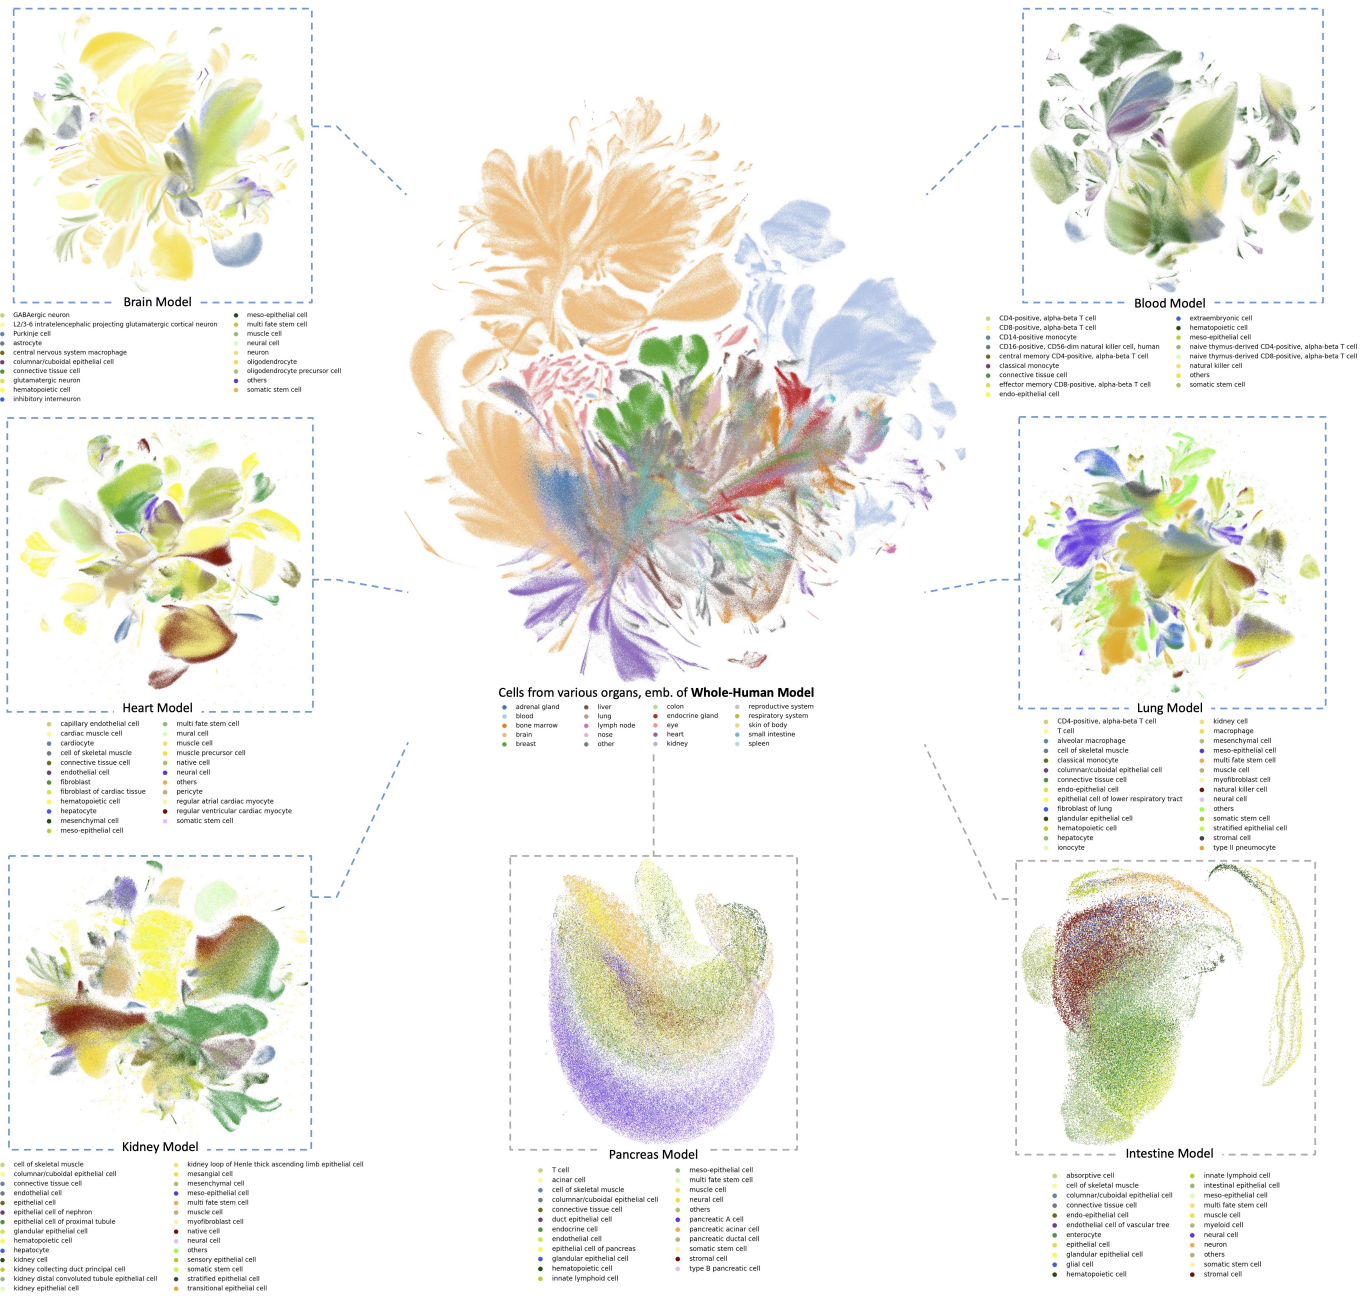 Brain Model
GABAergic neuron
L2/3-6 intratelencephalic projecting glutamatergic cortical neuron
Purkinje cell
astrocyte
central nervous system macrophage
columnar/cuboidal epithelial cell
connective tissue cell
glutamatergic neuron
hematopoietic cell
inhibitory interneuron
meso-epithelial cell
multi fate stem cell
muscle cell
neural cell
neuron
oligodendrocyte
oligodendrocyte precursor cell
others
somatic stem cell
Blood Model
CD4-positive, alpha-beta T cell
CD8-positive, alpha-beta T cell
CD14-positive monocyte
CD16-positive, CD56-dim natural killer cell, human
central memory CD4-positive, alpha-beta T cell
classical monocyte
connective tissue cell
effector memory CD8-positive, alpha-beta T cell
endo-epithelial cell
extraembryonic cell
hematopoietic cell
meso-epithelial cell
naive thymus-derived CD4-positive, alpha-beta T cell
naive thymus-derived CD8-positive, alpha-beta T cell
natural killer cell
others
somatic stem cell
Cells from various organs, emb. of Whole-Human Model
adrenal gland
blood
bone marrow
brain
breast
liver
lung
lymph node
nose
other
colon
endocrine gland
eye
heart
kidney
reproductive system
respiratory system
skin of body
small intestine
spleen
Heart Model
capillary endothelial cell
cardiac muscle cell
cardiocyte
cell of skeletal muscle
connective tissue cell
endothelial cell
fibroblast
fibroblast of cardiac tissue
hematopoietic cell
hepatocyte
mesenchymal cell
meso-epithelial cell
multi fate stem cell
mural cell
muscle cell
muscle precursor cell
native cell
neural cell
others
pericyte
regular atrial cardiac myocyte
regular ventricular cardiac myocyte
somatic stem cell
Lung Model
CD4-positive, alpha-beta T cell
T cell
alveolar macrophage
cell of skeletal muscle
classical monocyte
columnar/cuboidal epithelial cell
connective tissue cell
endo-epithelial cell
epithelial cell of lower respiratory tract
fibroblast of lung
glandular epithelial cell
hematopoietic cell
hepatocyte
ionocyte
kidney cell
macrophage
mesenchymal cell
meso-epithelial cell
multi fate stem cell
muscle cell
myofibroblast cell
natural killer cell
neural cell
others
somatic stem cell
stratified epithelial cell
stromal cell
type II pneumocyte
Kidney Model
cell of skeletal muscle
columnar/cuboidal epithelial cell
connective tissue cell
endothelial cell
epithelial cell
epithelial cell of nephron
epithelial cell of proximal tubule
glandular epithelial cell
hematopoietic cell
hepatocyte
kidney cell
kidney collecting duct principal cell
kidney distal convoluted tubule epithelial cell
kidney epithelial cell
kidney loop of Henle thick ascending limb epithelial cell
mesangial cell
mesenchymal cell
meso-epithelial cell
multi fate stem cell
muscle cell
myofibroblast cell
native cell
neural cell
others
sensory epithelial cell
somatic stem cell
stratified epithelial cell
transitional epithelial cell
Pancreas Model
T cell
acinar cell
cell of skeletal muscle
columnar/cuboidal epithelial cell
connective tissue cell
duct epithelial cell
endocrine cell
endothelial cell
epithelial cell of pancreas
glandular epithelial cell
hematopoietic cell
innate lymphoid cell
meso-epithelial cell
multi fate stem cell
muscle cell
neural cell
others
pancreatic A cell
pancreatic acinar cell
pancreatic ductal cell
somatic stem cell
stromal cell
type B pancreatic cell
Intestine Model
absorptive cell
cell of skeletal muscle
columnar/cuboidal epithelial cell
connective tissue cell
endo-epithelial cell
endothelial cell of vascular tree
enterocyte
epithelial cell
glandular epithelial cell
glial cell
hematopoietic cell
innate lymphoid cell
intestinal epithelial cell
meso-epithelial cell
multi fate stem cell
muscle cell
myeloid cell
neural cell
neuron
others
somatic stem cell
stromal cell